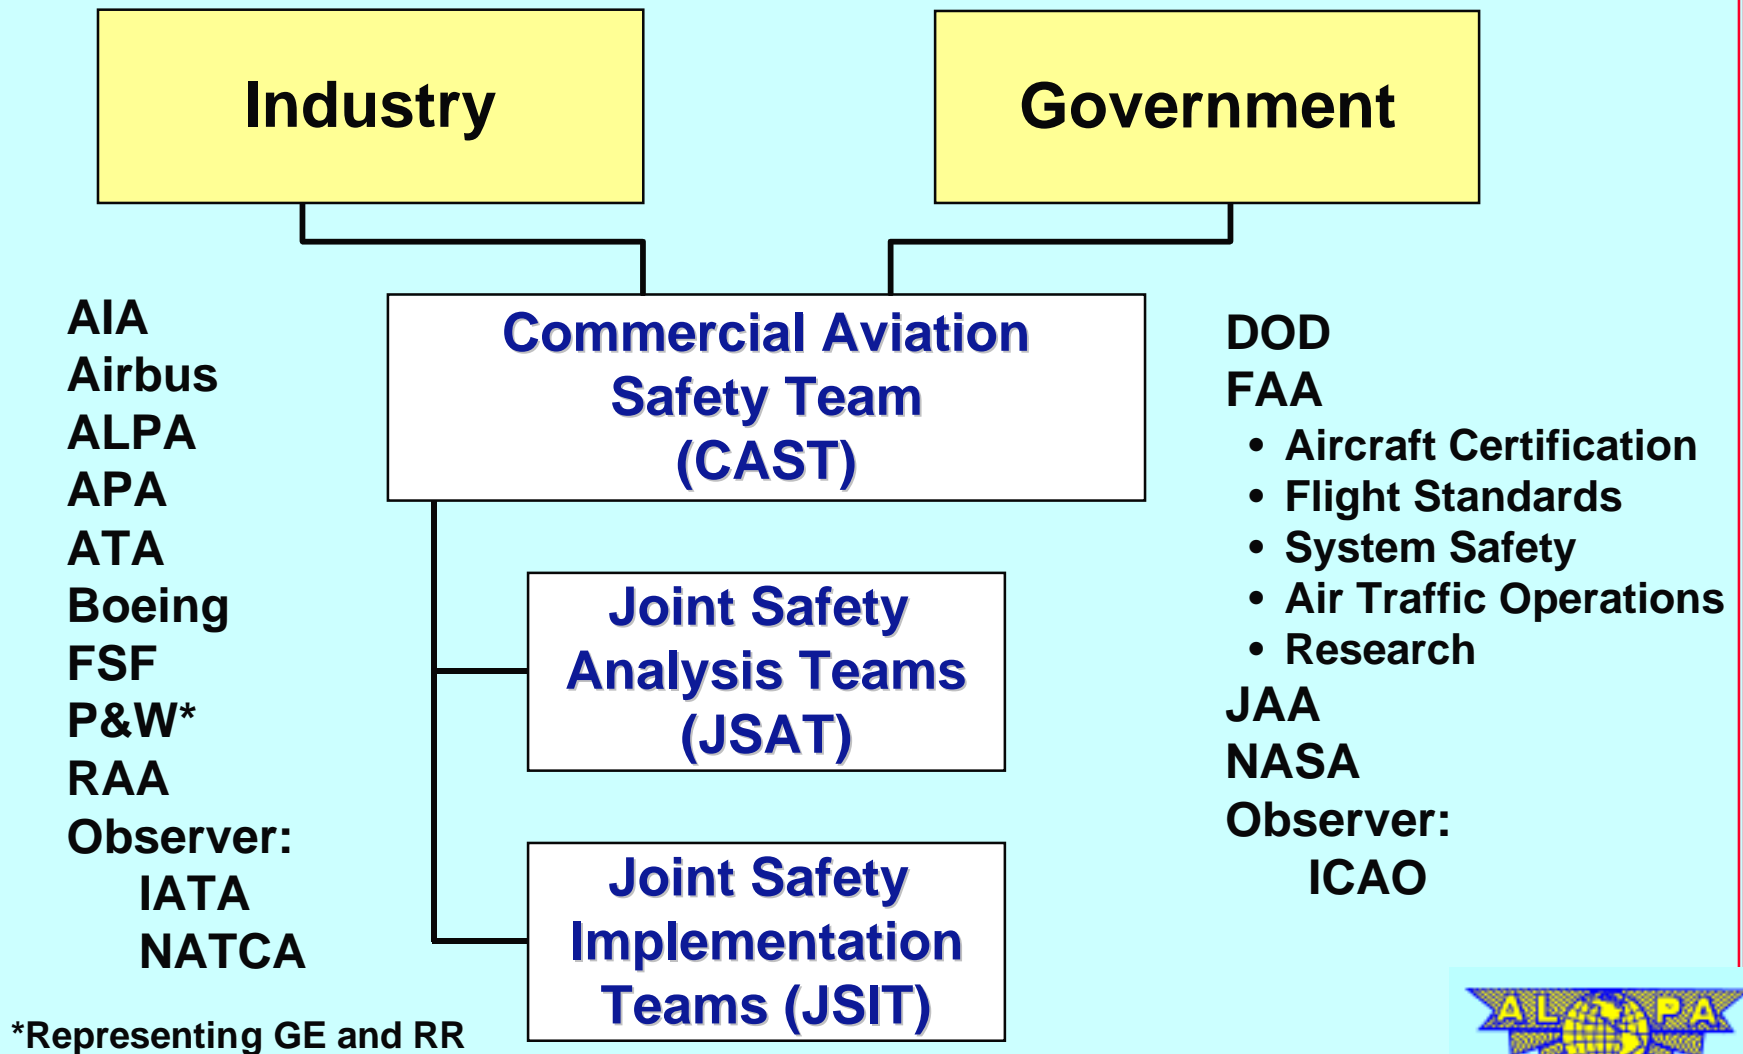 Industry
Government
Commercial Aviation
Safety Team
(CAST)
AIA
Airbus
ALPA
APA
ATA
Boeing
FSF
P&W*
RAA
Observer:
IATA
NATCA
Joint Safety
Analysis Teams
(JSAT)
Joint Safety
Implementation
Teams (JSIT)
DOD
FAA
• Aircraft Certification
• Flight Standards
• System Safety
• Air Traffic Operations
• Research
JAA
NASA
Observer:
ICAO
*Representing GE and RR
ALPA